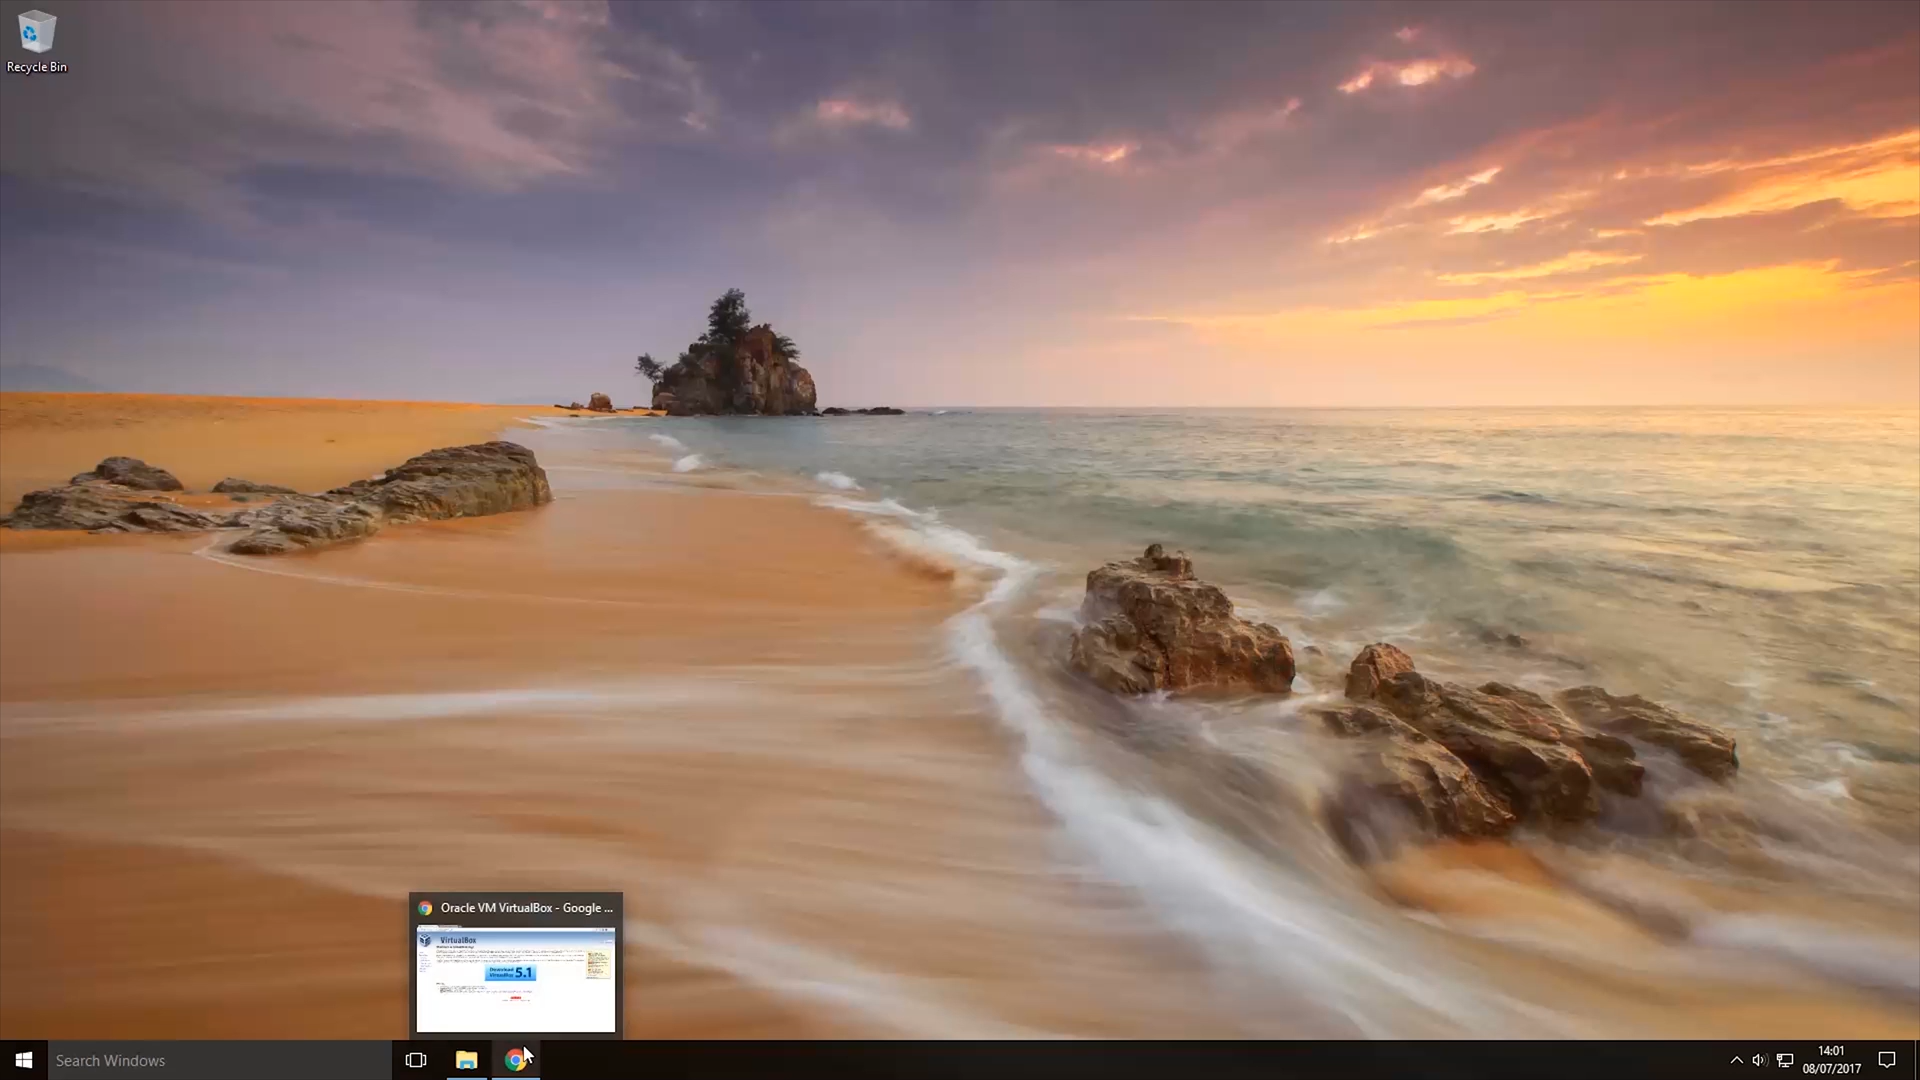 Recycle Bin
Oracle VM VirtualBox - Google ...
VirtualBox
Download
VirtualBox 5.1
Search Windows
14:01
08/07/2017